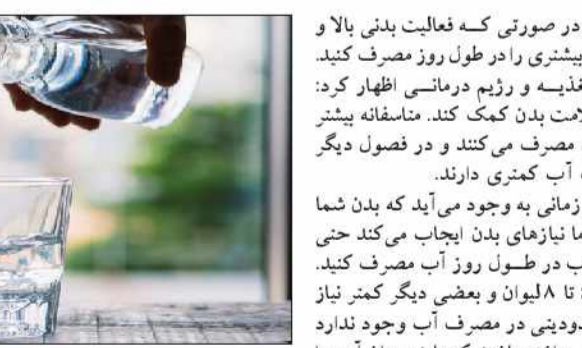 در صورتی کـه فعالیت بدنی بالا و
بیشتری را در طول روز مصرف کنید.
غذیـه و رژیم درمانـی اظهار کرد:
لامت بدن کمک کند. متاسفانه بیشتر
مصرف می‌کنند و در فصول دیگر
آب کمتری دارند.
زمانی به وجود می‌آید که بدن شما
ما نیازهای بدن ایجاب می‌کند حتی
ب در طـول روز آب مصرف کنید.
تا ۸ لیوان و بعضی دیگر کمتر نیاز
دودیتی در مصرف آب وجود ندارد